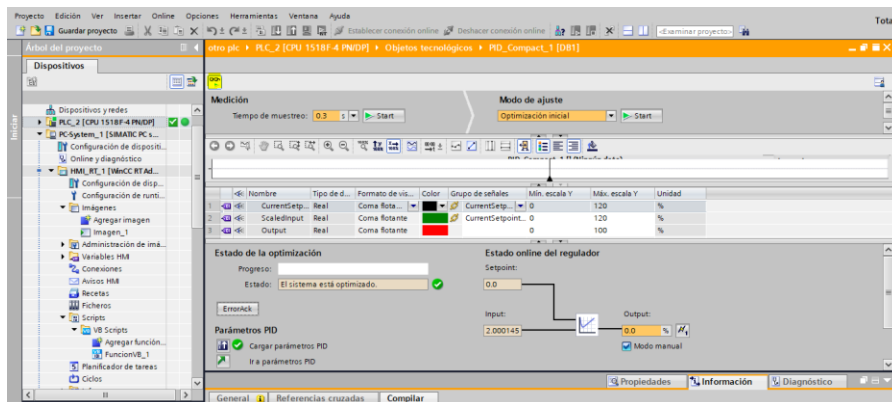 Proyecto Edición Ver Insertar Online Opciones Herramientas Ventana Ayuda
Tota
Guardar proyecto Establecer conexión online Deshacer conexión online <Examinar proyecto>
Árbol del proyecto
otro plc PLC_2 [CPU 1518F-4 PN/DP] Objetos tecnológicos PID_Compact_1 [DB1]
Dispositivos
Iniciar
Dispositivos y redes
PLC_2 [CPU 1518F-4 PN/DP]
PC-System_1 [SIMATIC PC s...
Configuración de dispositi...
Online y diagnóstico
HMI_RT_1 [WinCC RT Ad...
Configuración de disp...
Configuración de runti...
Imágenes
Agregar imagen
Imagen_1
Administración de imá...
Variables HMI
Conexiones
Avisos HMI
Recetas
Ficheros
Scripts
VB Scripts
Agregar función...
FuncionVB_1
Planificador de tareas
Ciclos
Medición
Tiempo de muestreo: 0.3 s Start
Modo de ajuste
Optimización inicial Start
Nombre Tipo de d... Formato de vis... Color Grupo de señales Mín. escala Y Máx. escala Y Unidad
1 CurrentSetp... Real Coma flota... CurrentSetp... 0 120 %
2 ScaledInput Real Coma flotante CurrentSetpoint... 0 120 %
3 Output Real Coma flotante 0 100 %
Estado de la optimización
Progreso:
Estado: El sistema está optimizado.
ErrorAck
Parámetros PID
Cargar parámetros PID
Ir a parámetros PID
Estado online del regulador
Setpoint:
0.0
Input: Output:
2.000145 0.0 %
Modo manual
Propiedades Información Diagnóstico
General Referencias cruzadas Compilar